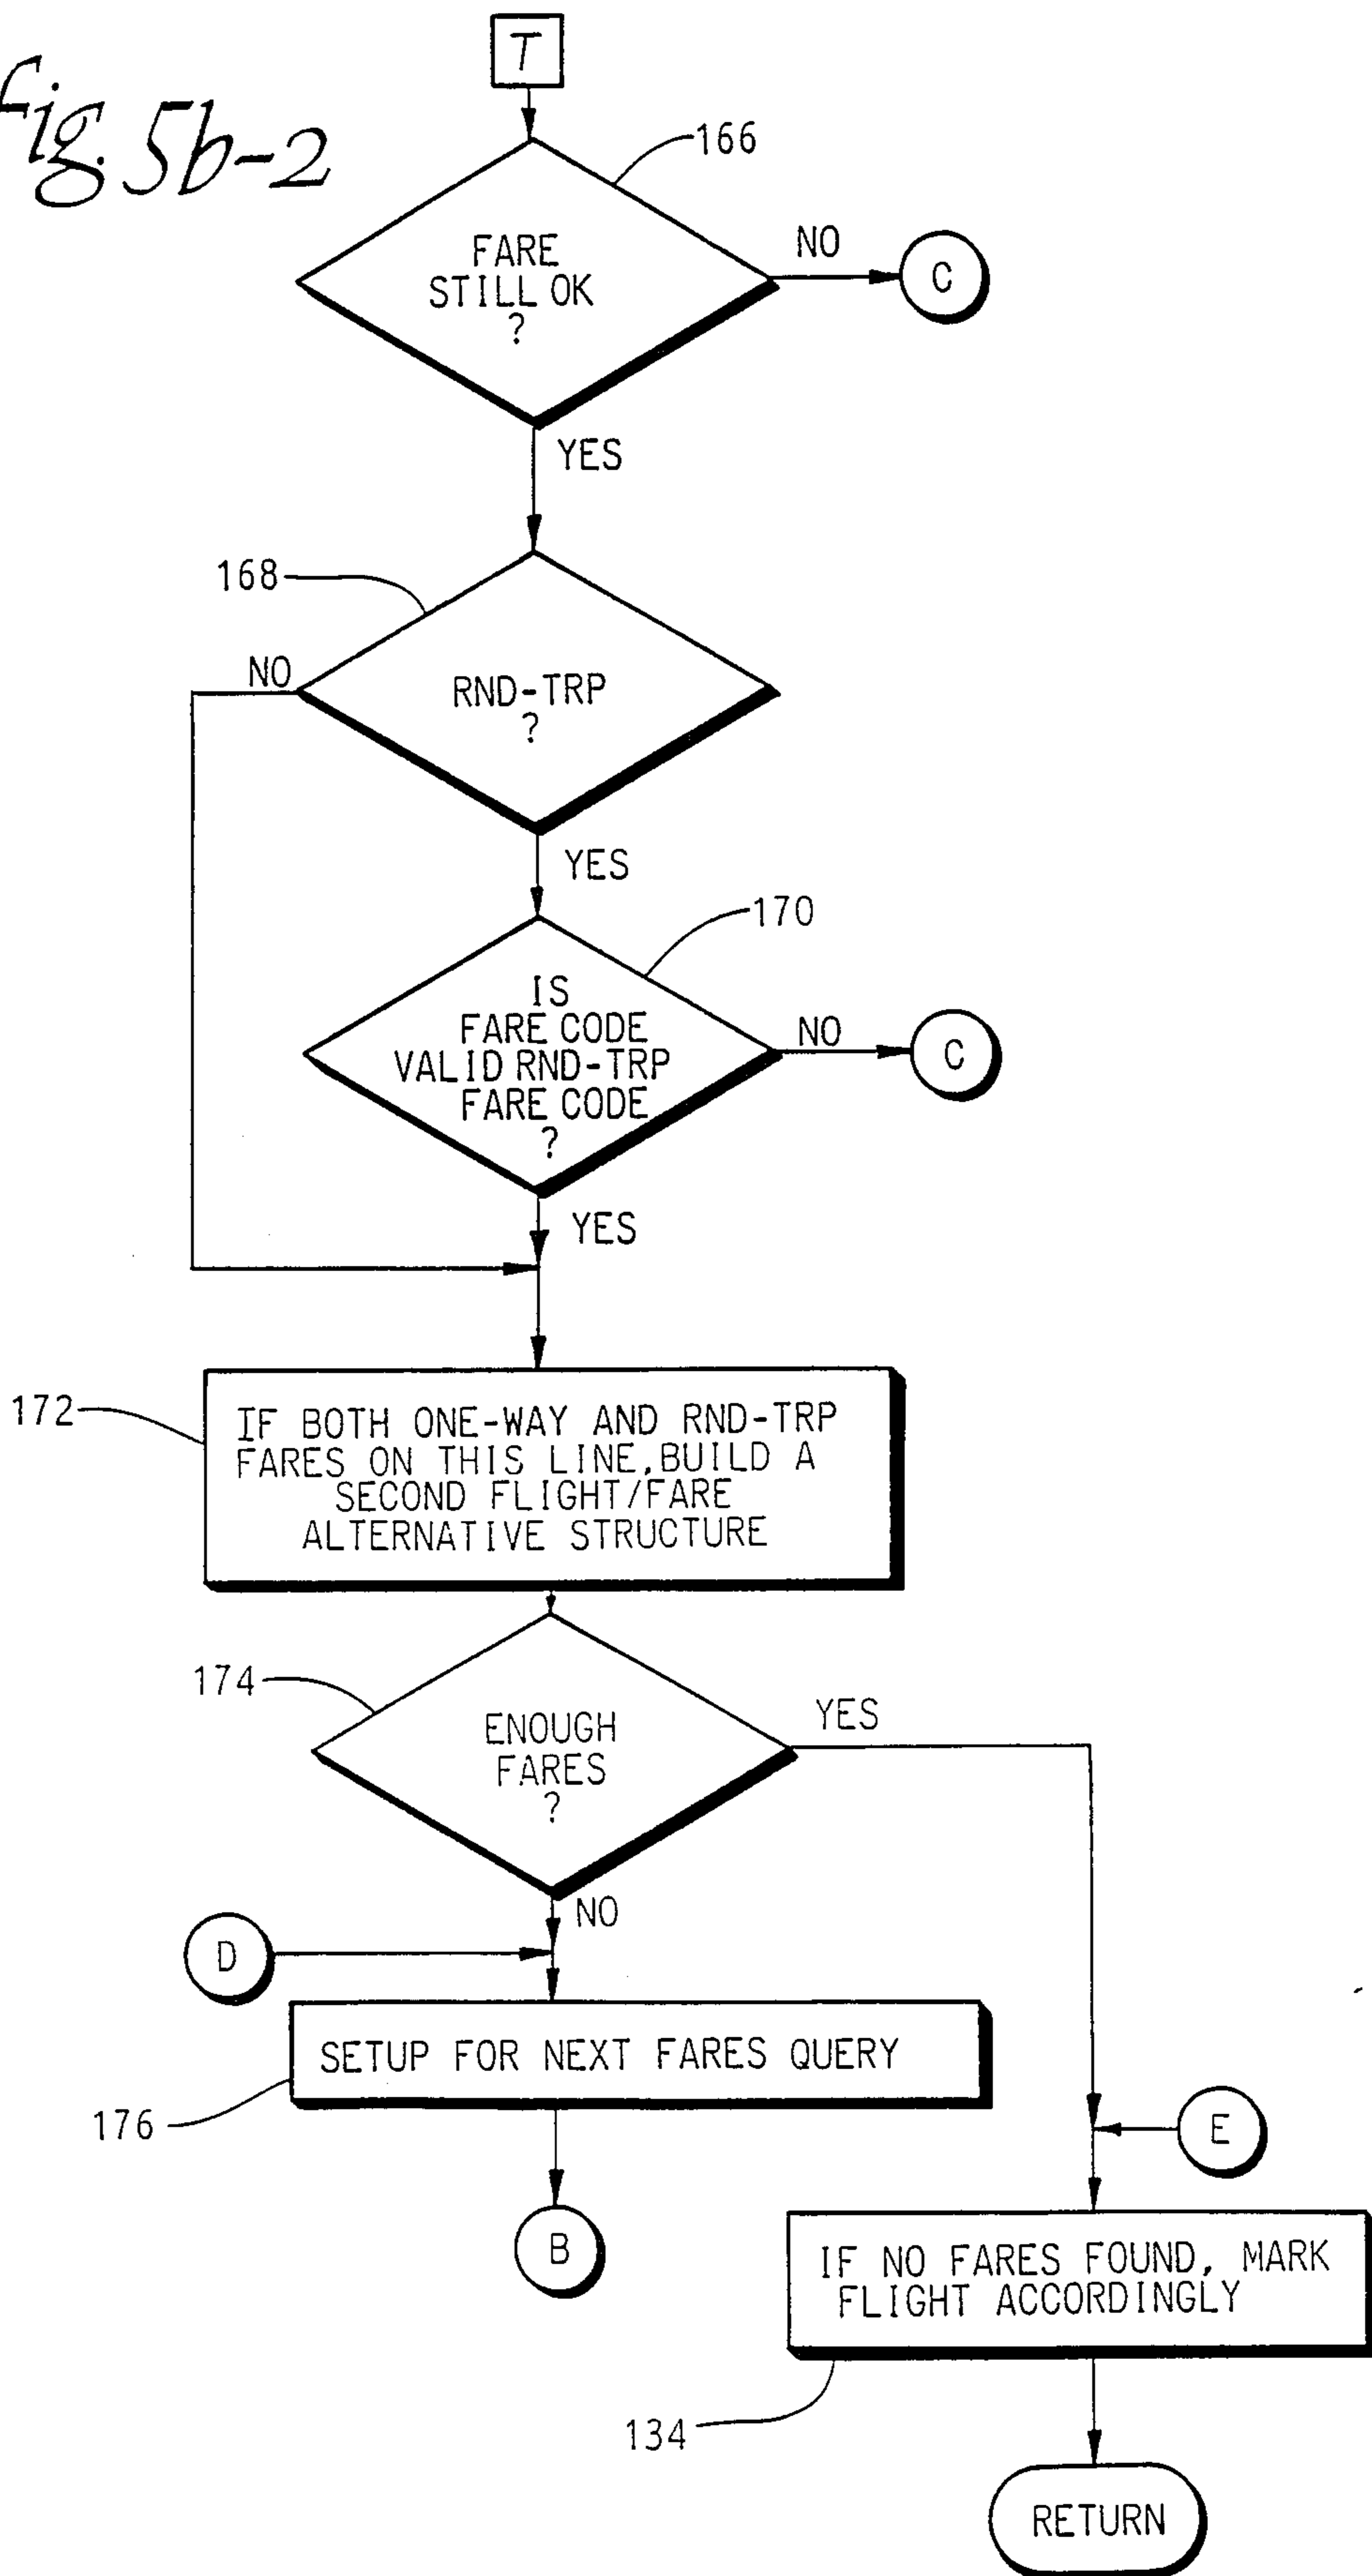 Fig. 5b-2
T
166
FARE
STILL OK
?
NO
C
YES
168
NO
RND-TRP
?
YES
170
IS
FARE CODE
VALID RND-TRP
FARE CODE
?
NO
C
YES
172
IF BOTH ONE-WAY AND RND-TRP
FARES ON THIS LINE, BUILD A
SECOND FLIGHT/FARE
ALTERNATIVE STRUCTURE
174
ENOUGH
FARES
?
YES
NO
D
SETUP FOR NEXT FARES QUERY
176
E
B
IF NO FARES FOUND, MARK
FLIGHT ACCORDINGLY
134
RETURN